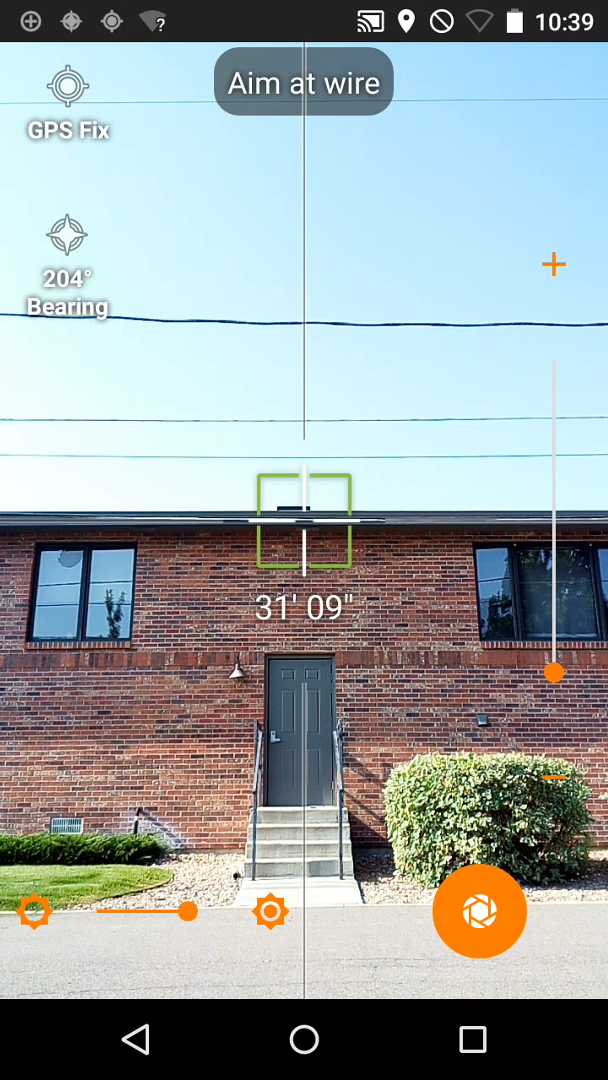 ?
10:39
Aim at wire
GPS Fix
204°
Bearing
31' 09"